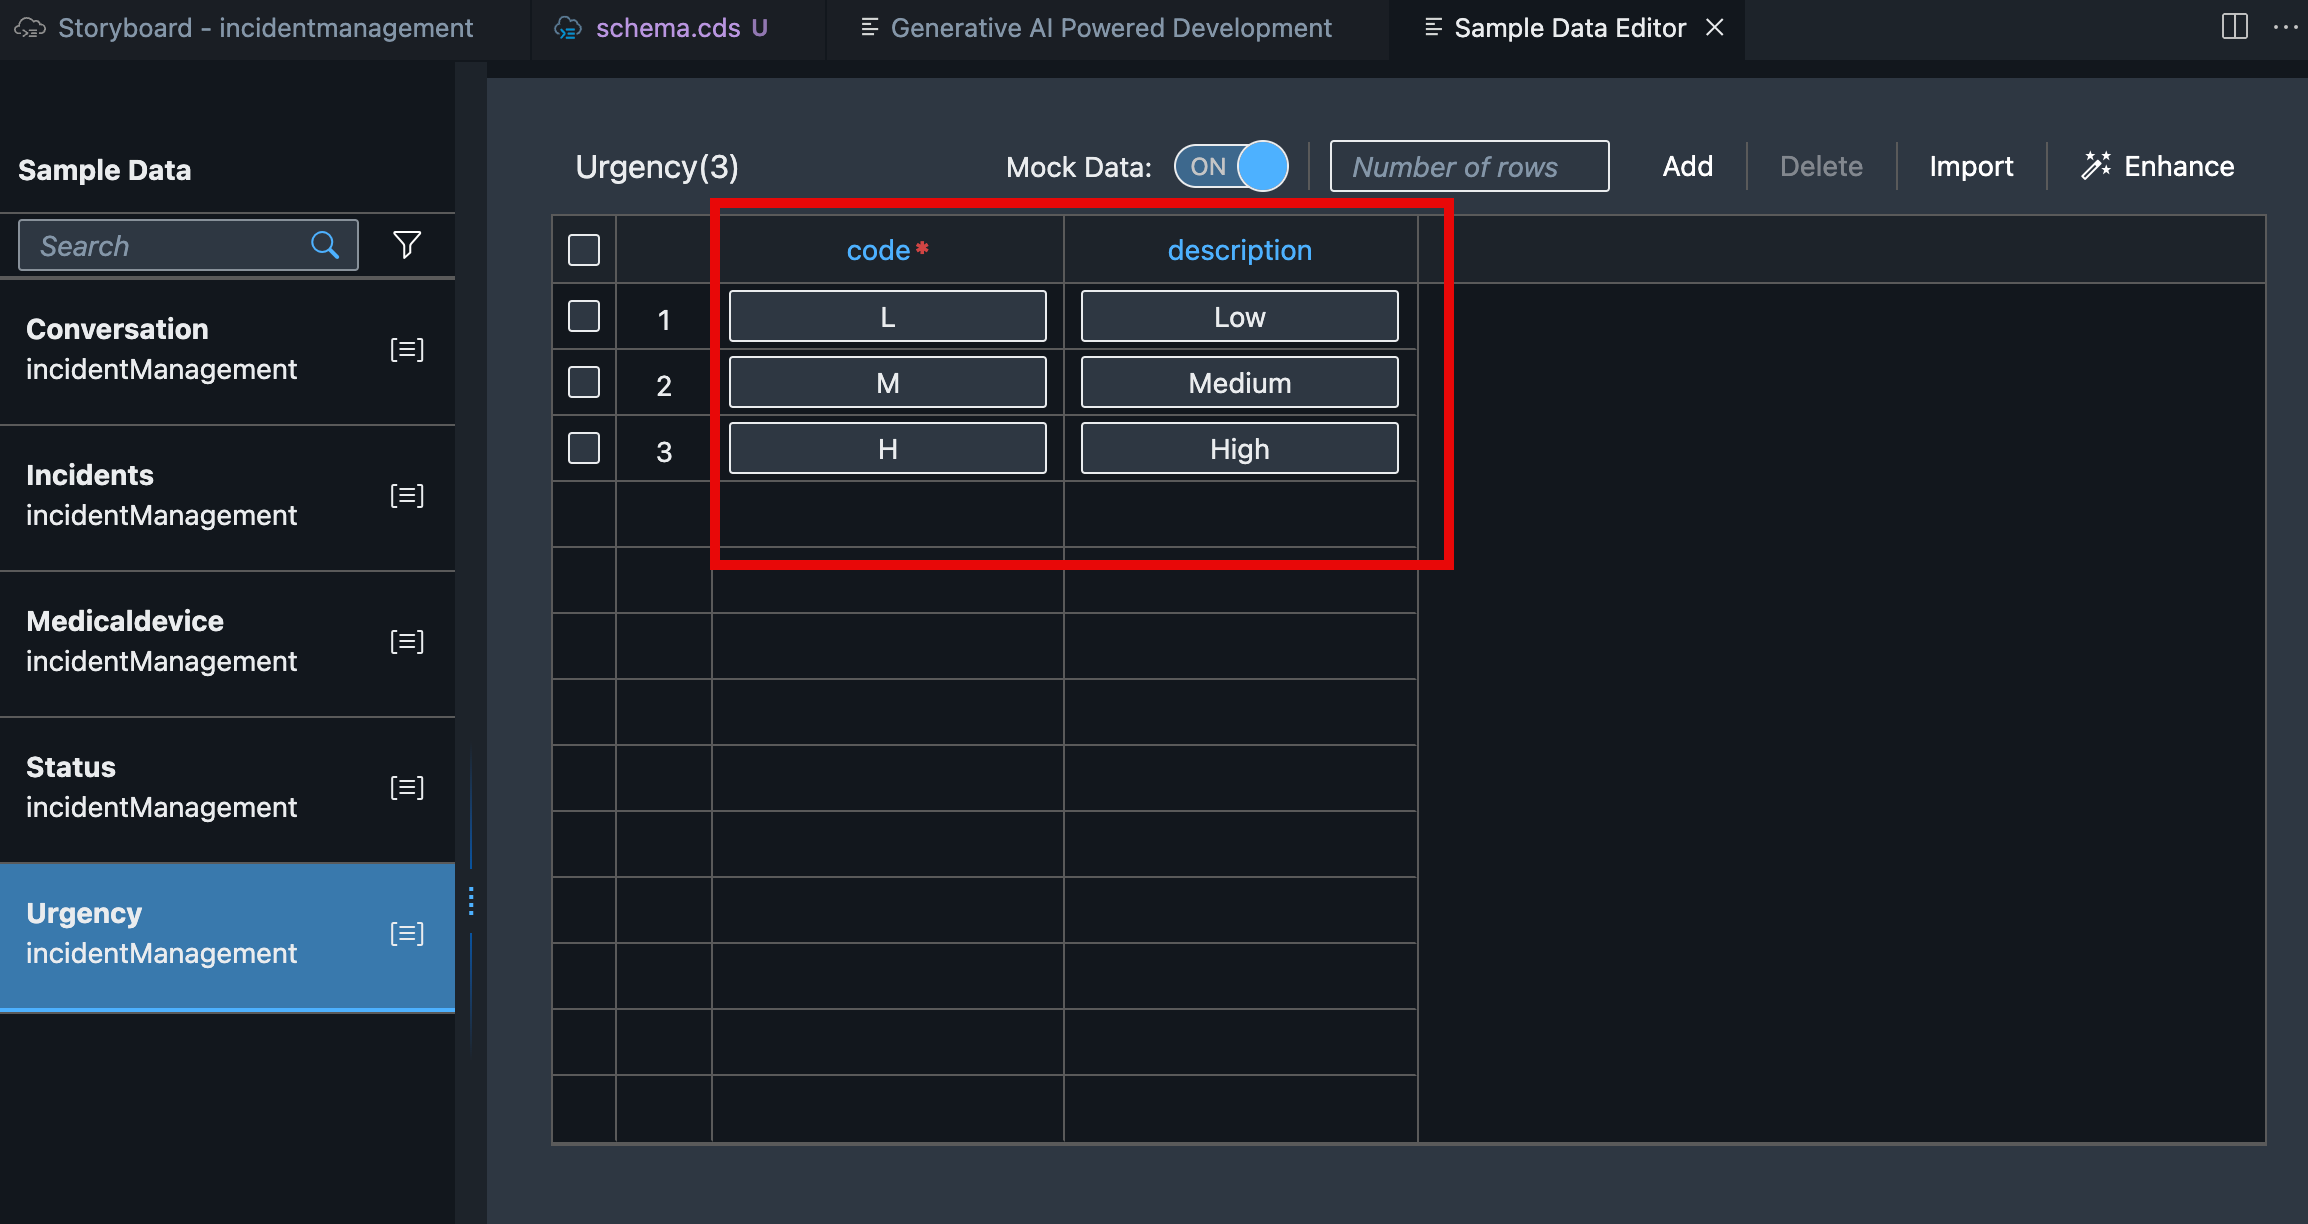 Storyboard - incidentmanagement
schema.cds U
Generative AI Powered Development
Sample Data Editor
Sample Data
Search
Conversation
incidentManagement
Incidents
incidentManagement
Medicaldevice
incidentManagement
Status
incidentManagement
Urgency
incidentManagement
Urgency(3)
Mock Data: ON
Number of rows
Add
Delete
Import
Enhance
code* description
1 L Low
2 M Medium
3 H High